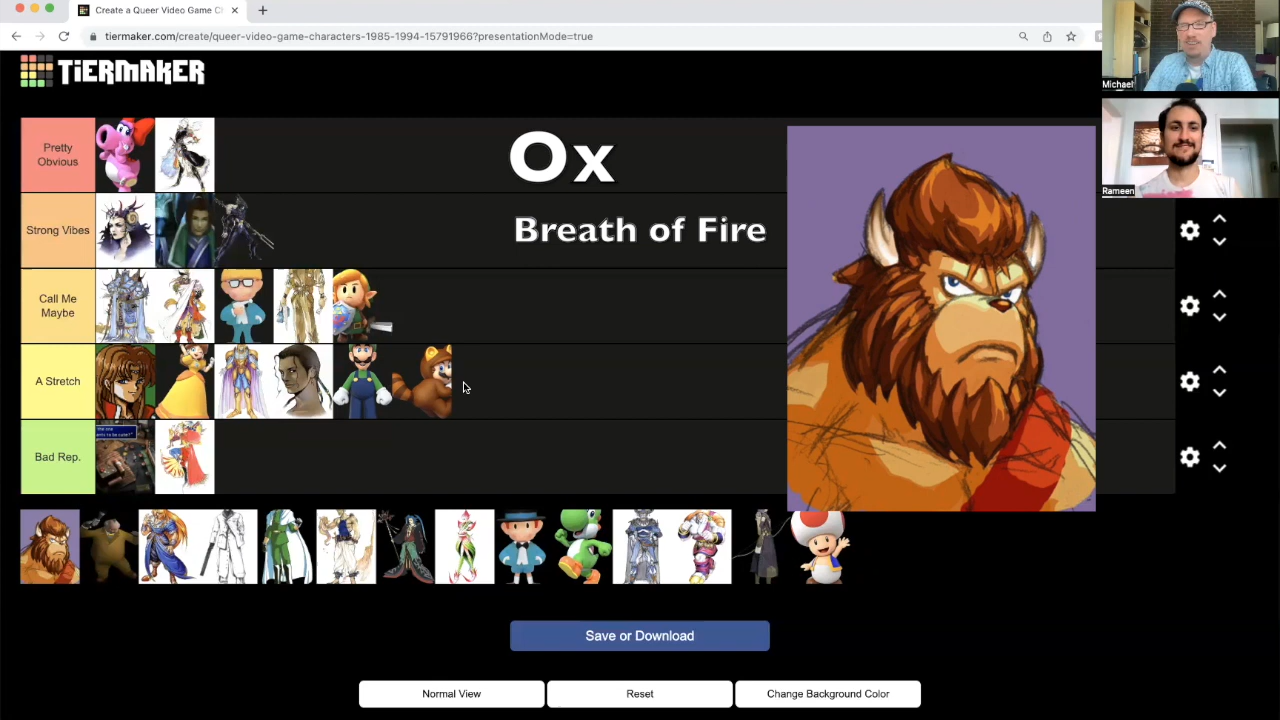 Create a Queer Video Game Ch
tiermaker.com/create/queer-video-game-characters-1985-1994-15791966?presentationMode=true
TiERMAKER
Michael
Rameen
Pretty
Obvious
Ox
Strong Vibes
Breath of Fire
Call Me
Maybe
A Stretch
Bad Rep.
Save or Download
Normal View
Reset
Change Background Color